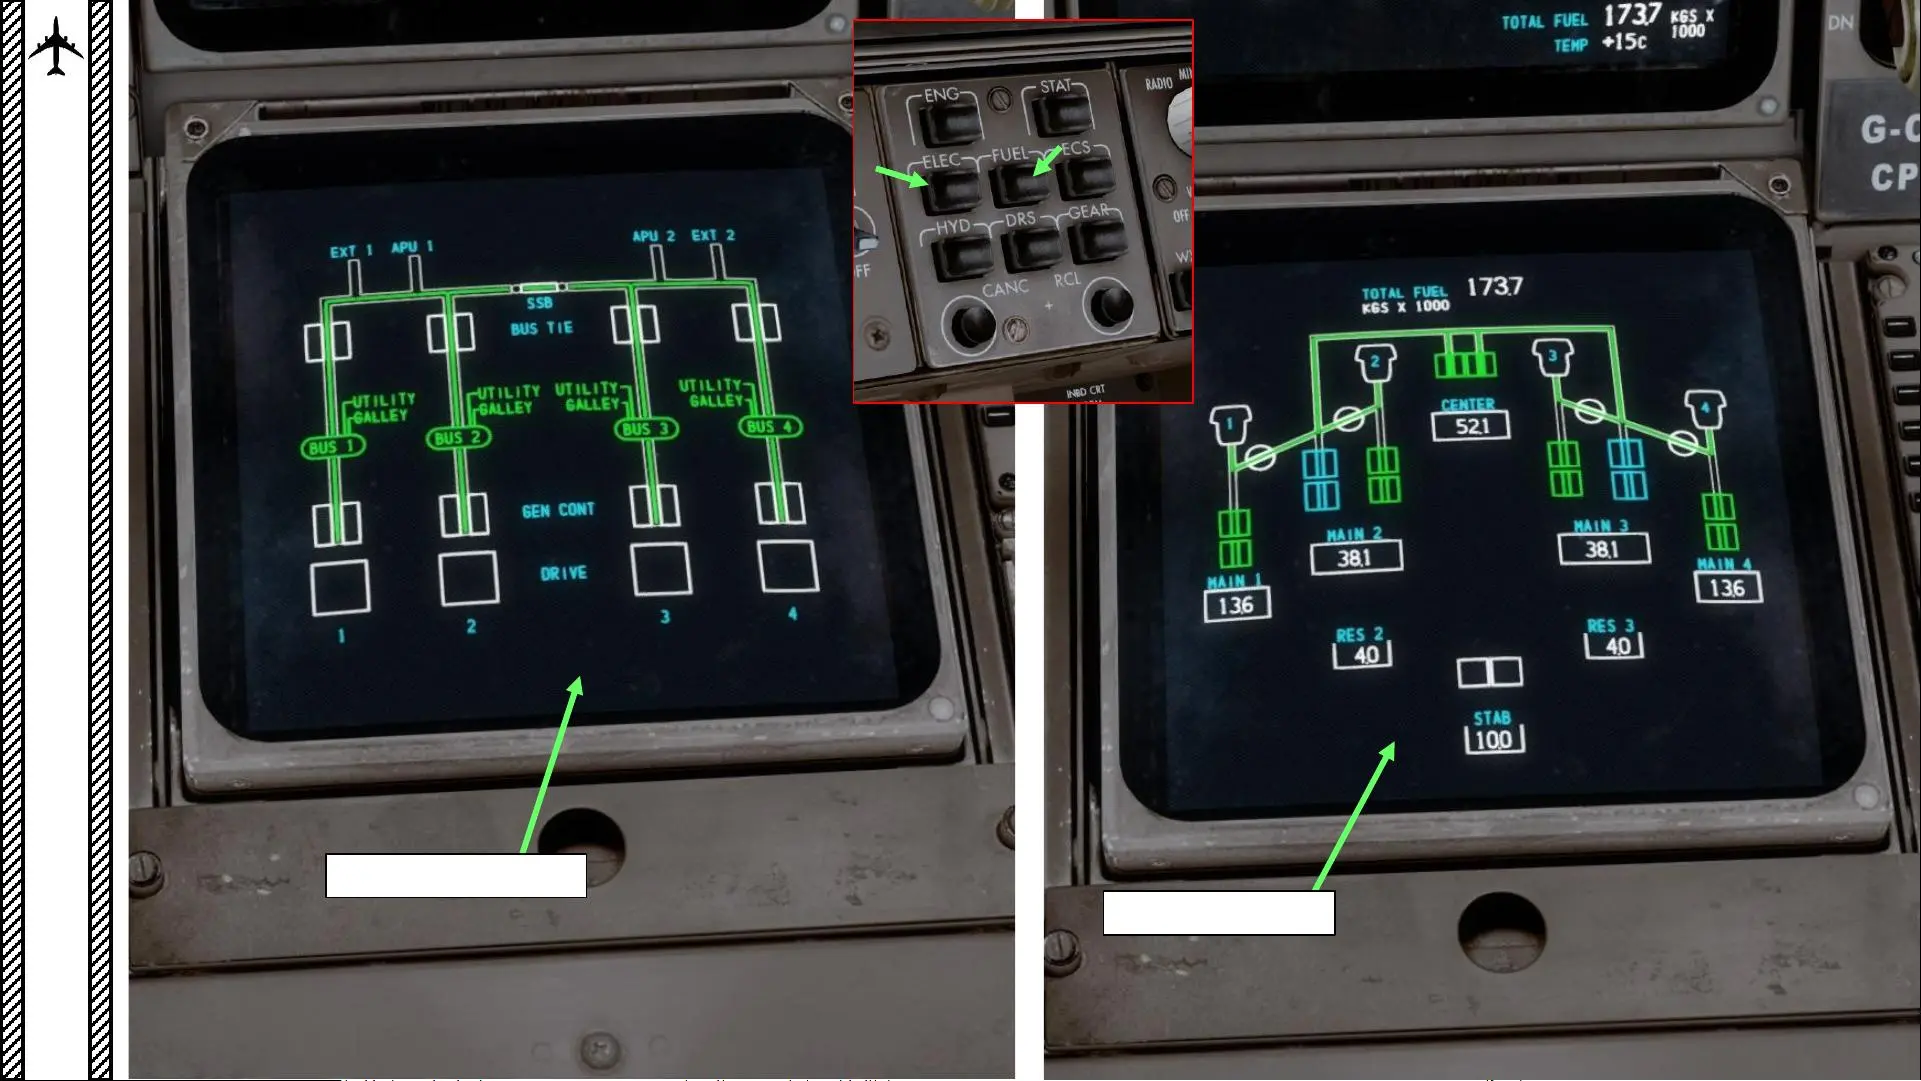 EXT 1 APU 1 APU 2 EXT 2
SSB
BUS TIE
UTILITY UTILITY UTILITY UTILITY
GALLEY GALLEY GALLEY GALLEY
BUS 1 BUS 2 BUS 3 BUS 4
GEN CONT
DRIVE
1 2 3 4
ENG STAT
ELEC FUEL ECS
HYD DRS GEAR
CANC RCL
+
RADIO
OFF
INBD CRT
TOTAL FUEL 173.7 KGS X
1000
TEMP +15c
DN
TOTAL FUEL 173.7
KGS X 1000
2 3
1 4
CENTER
52.1
MAIN 2 MAIN 3
38.1 38.1
MAIN 1 MAIN 4
13.6 13.6
RES 2 RES 3
4.0 4.0
STAB
10.0